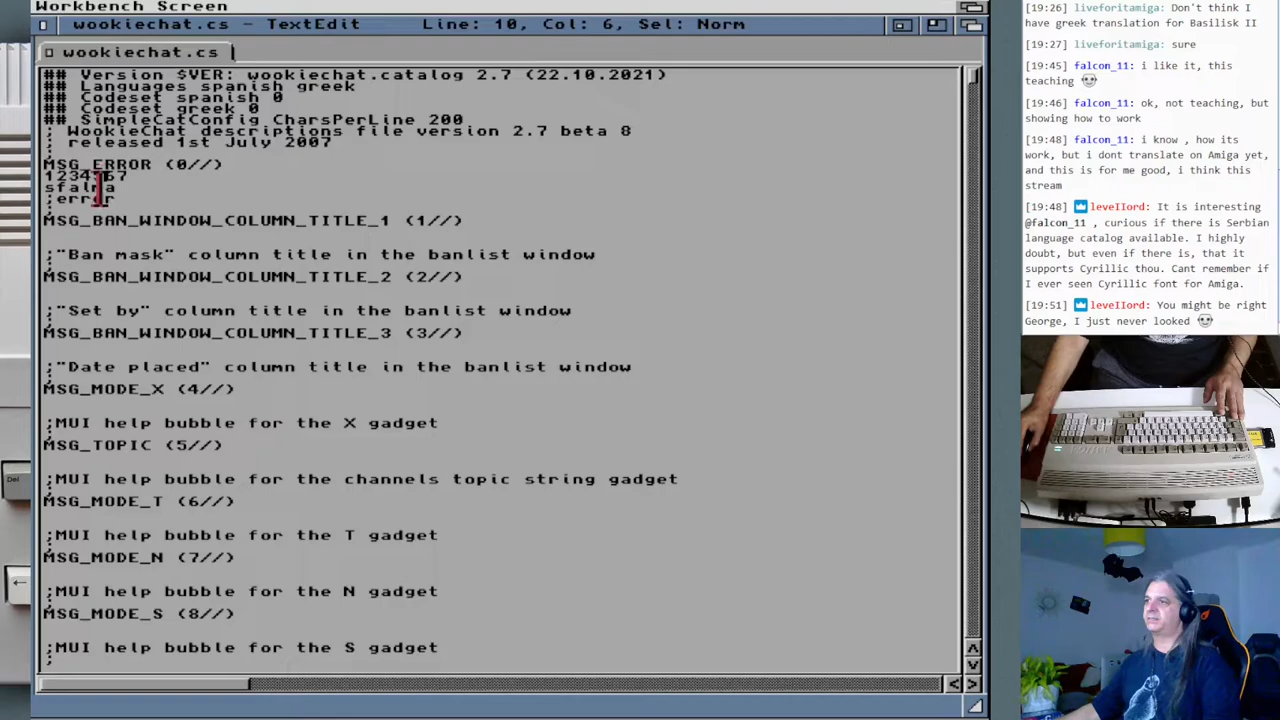 Workbench Screen
wookiechat.cs - TextEdit Line: 10, Col: 6, Sel: Norm
wookiechat.cs
## Version $VER: wookiechat.catalog 2.7 (22.10.2021)
## Languages spanish greek
## Codeset spanish 0
## Codeset greek 0
## SimpleCatConfig CharsPerLine 200
; WookieChat descriptions file version 2.7 beta 8
; released 1st July 2007
;
MSG_ERROR (0//)
1234567
sfalma
;error
;
MSG_BAN_WINDOW_COLUMN_TITLE_1 (1//)
;"Ban mask" column title in the banlist window
;
MSG_BAN_WINDOW_COLUMN_TITLE_2 (2//)
;"Set by" column title in the banlist window
;
MSG_BAN_WINDOW_COLUMN_TITLE_3 (3//)
;"Date placed" column title in the banlist window
;
MSG_MODE_X (4//)
;MUI help bubble for the X gadget
;
MSG_TOPIC (5//)
;MUI help bubble for the channels topic string gadget
;
MSG_MODE_T (6//)
;MUI help bubble for the T gadget
;
MSG_MODE_N (7//)
;MUI help bubble for the N gadget
;
MSG_MODE_S (8//)
;MUI help bubble for the S gadget
;
[19:26] liveforitamiga: Don't think I
have greek translation for Basilisk II
[19:27] liveforitamiga: sure
[19:45] falcon_11: i like it, this
teaching
[19:46] falcon_11: ok, not teaching, but
showing how to work
[19:48] falcon_11: i know , how its
work, but i dont translate on Amiga yet,
and this is for me good, i think this
stream
[19:48] leveIIord: It is interesting
@falcon_11 , curious if there is Serbian
language catalog available. I highly
doubt, but even if there is, that it
supports Cyrillic thou. Cant remember if
I ever seen Cyrillic font for Amiga.
[19:51] leveIIord: You might be right
George, I just never looked
Del